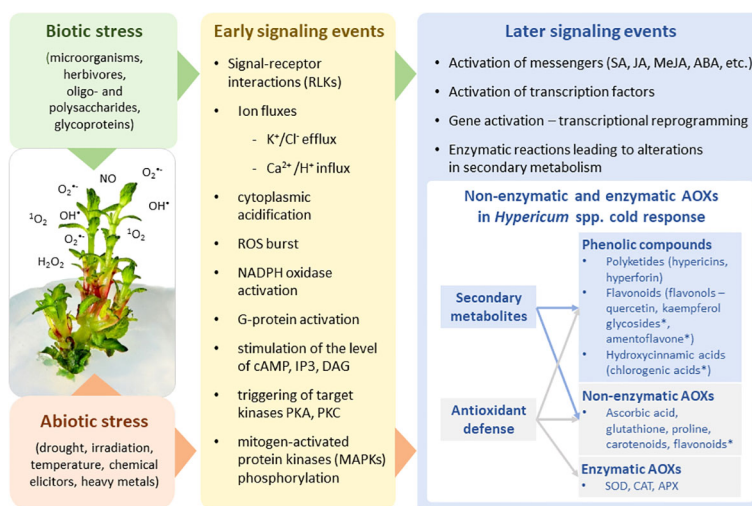 Biotic stress
(microorganisms,
herbivores,
oligo- and
polysaccharides,
glycoproteins)
O₂•-
NO
O₂•-
OH•
¹O₂
OH•
¹O₂
O₂•-
H₂O₂
Abiotic stress
(drought, irradiation,
temperature, chemical
elicitors, heavy metals)
Early signaling events
• Signal-receptor
interactions (RLKs)
• Ion fluxes
- K⁺/Cl⁻ efflux
- Ca²⁺/H⁺ influx
• cytoplasmic
acidification
• ROS burst
• NADPH oxidase
activation
• G-protein activation
• stimulation of the level
of cAMP, IP3, DAG
• triggering of target
kinases PKA, PKC
• mitogen-activated
protein kinases (MAPKs)
phosphorylation
Later signaling events
• Activation of messengers (SA, JA, MeJA, ABA, etc.)
• Activation of transcription factors
• Gene activation – transcriptional reprogramming
• Enzymatic reactions leading to alterations
in secondary metabolism
Non-enzymatic and enzymatic AOXs
in Hypericum spp. cold response
Secondary
metabolites
Antioxidant
defense
Phenolic compounds
• Polyketides (hypericins,
hyperforin)
• Flavonoids (flavonols –
quercetin, kaempferol
glycosides*,
amentoflavone*)
• Hydroxycinnamic acids
(chlorogenic acids*)
Non-enzymatic AOXs
• Ascorbic acid,
glutathione, proline,
carotenoids, flavonoids*
Enzymatic AOXs
• SOD, CAT, APX